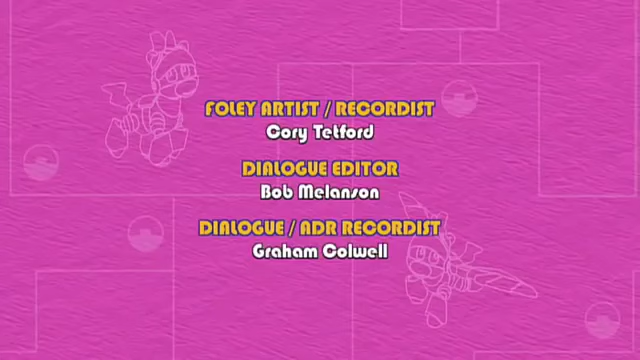 FOLEY ARTIST / RECORDIST
Cory Tetford
DIALOGUE EDITOR
Bob Melanson
DIALOGUE / ADR RECORDIST
Graham Colwell